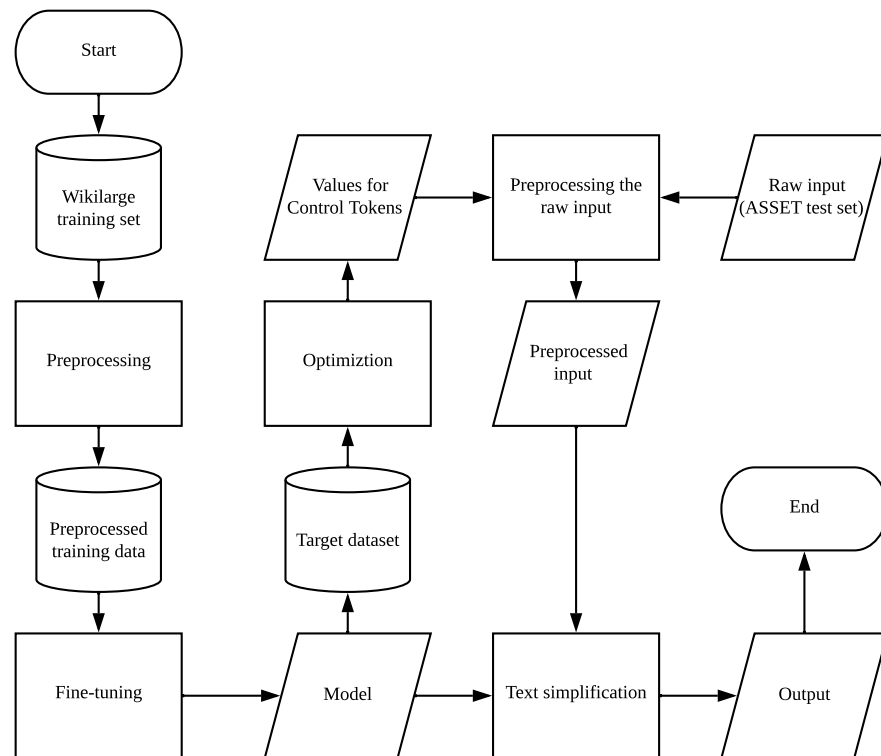 Start
Wikilarge
training set
Preprocessing
Preprocessed
training data
Fine-tuning
Values for
Control Tokens
Optimiztion
Target dataset
Model
Preprocessing the
raw input
Preprocessed
input
Text simplification
Raw input
(ASSET test set)
End
Output